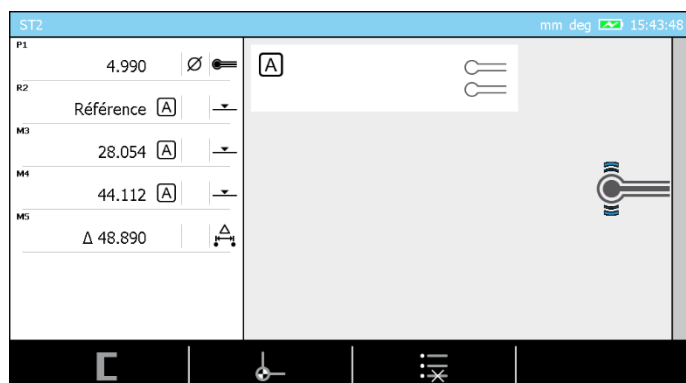 ST2
mm deg 15:43:48
P1
4.990 Ø
R2
Référence A
M3
28.054 A
M4
44.112 A
M5
Δ 48.890
Δ
A